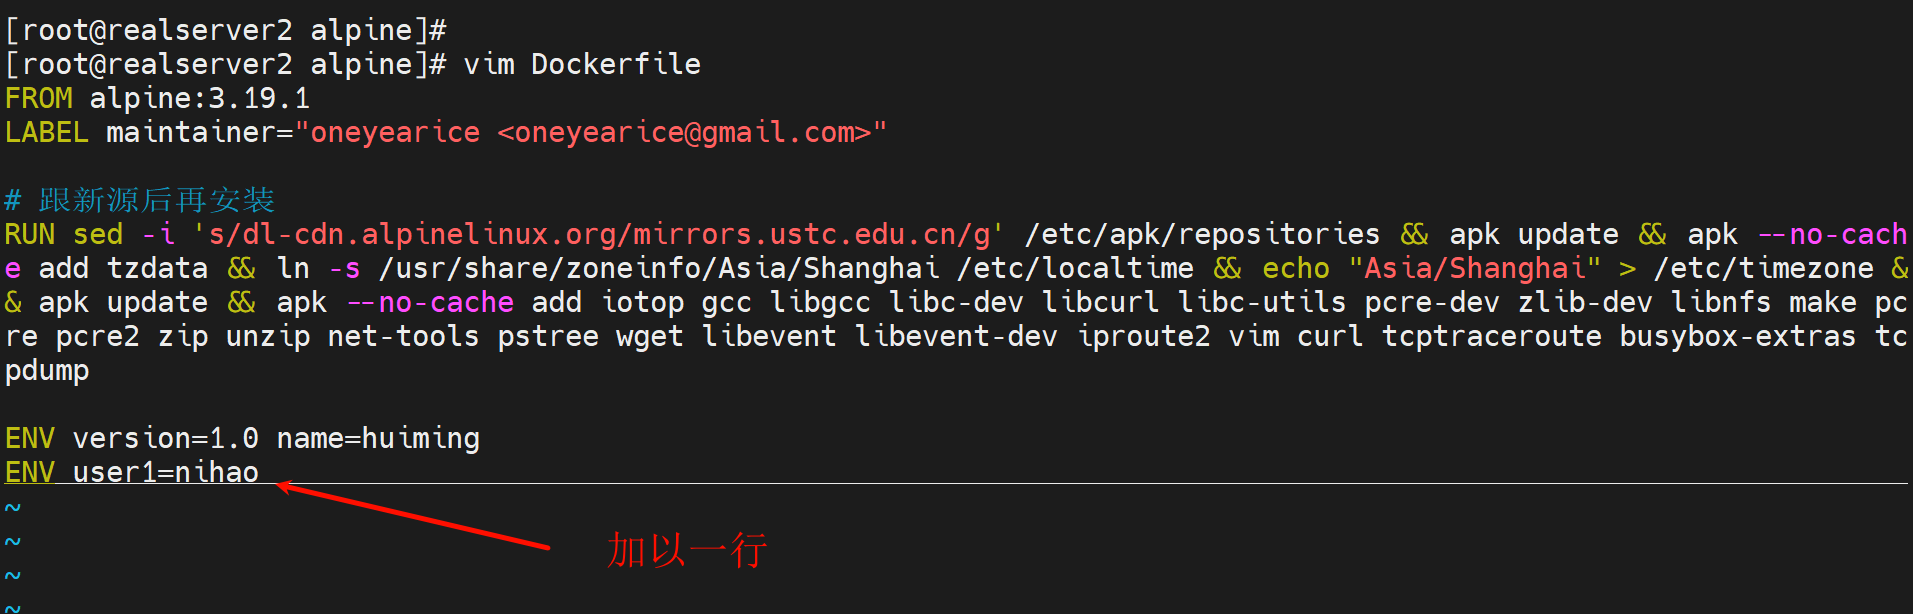 [root@realserver2 alpine]#
[root@realserver2 alpine]# vim Dockerfile
FROM alpine:3.19.1
LABEL maintainer="oneyearice <oneyearice@gmail.com>"
# 跟新源后再安装
RUN sed -i 's/dl-cdn.alpinelinux.org/mirrors.ustc.edu.cn/g' /etc/apk/repositories && apk update && apk --no-cach
e add tzdata && ln -s /usr/share/zoneinfo/Asia/Shanghai /etc/localtime && echo "Asia/Shanghai" > /etc/timezone &
& apk update && apk --no-cache add iotop gcc libgcc libc-dev libcurl libc-utils pcre-dev zlib-dev libnfs make pc
re pcre2 zip unzip net-tools pstree wget libevent libevent-dev iproute2 vim curl tcptraceroute busybox-extras tc
pdump
ENV version=1.0 name=huiming
ENV user1=nihao
~
~
加以一行
~
~